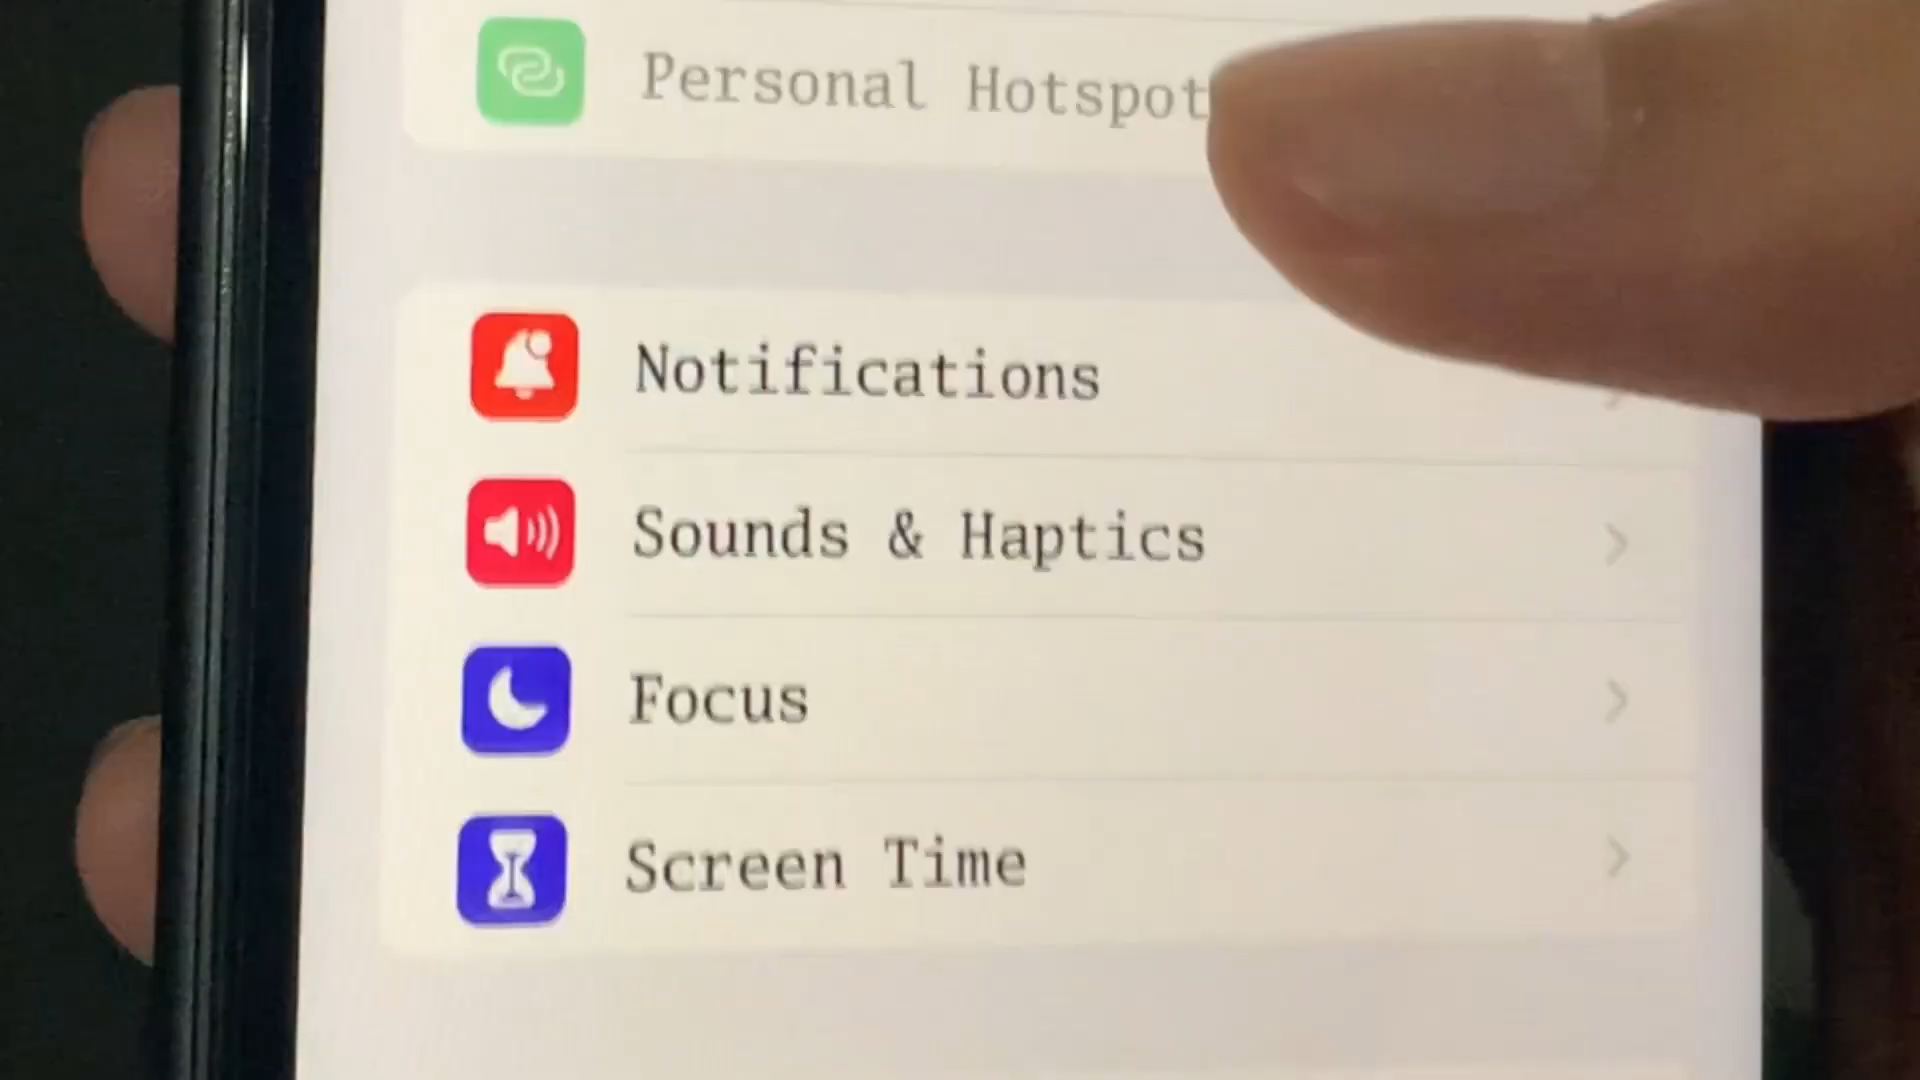 Personal Hotspot
Notifications
Sounds & Haptics
Focus
Screen Time